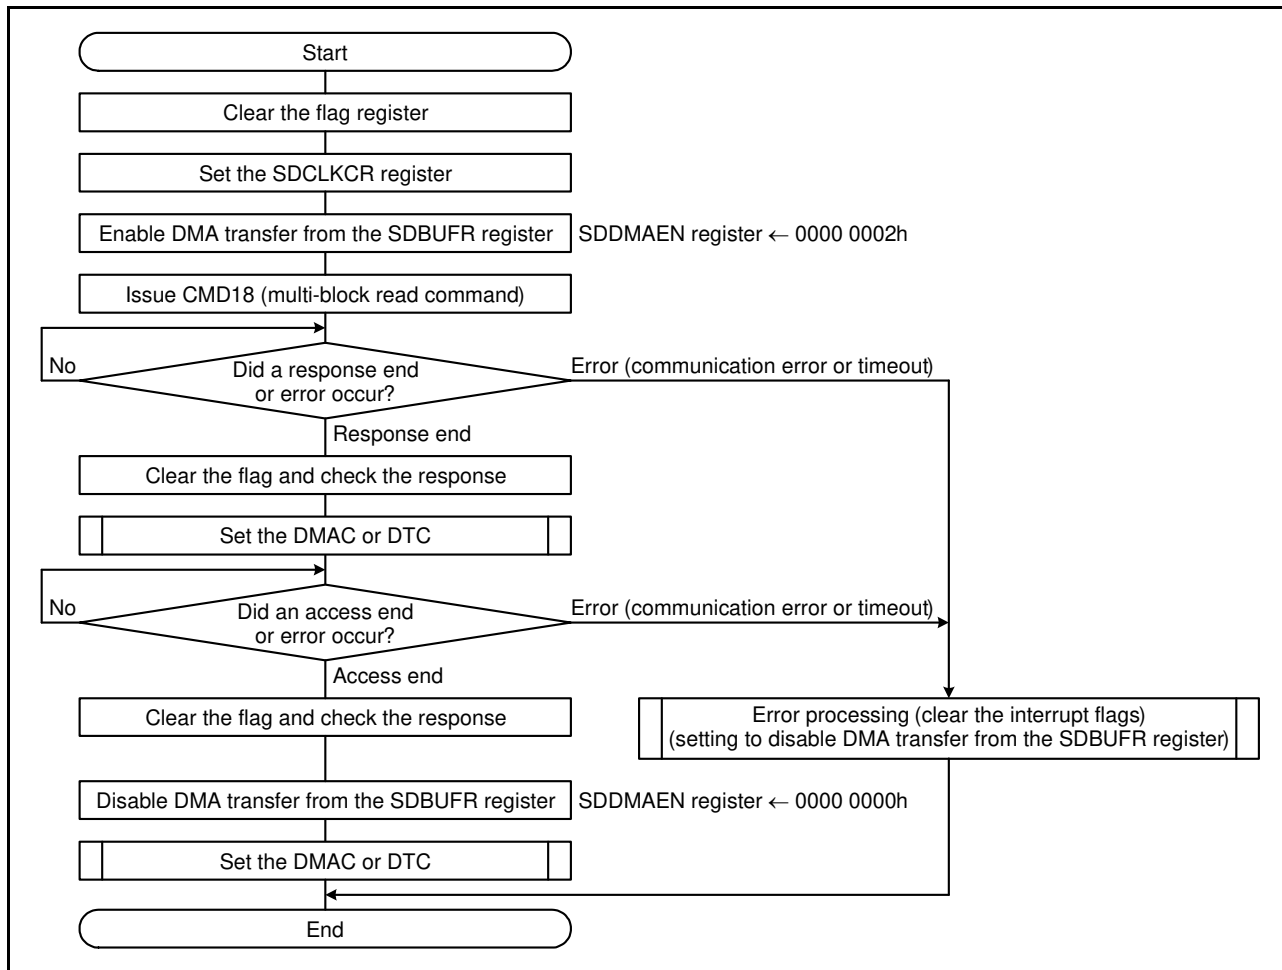 Start
Clear the flag register
Set the SDCLKCR register
Enable DMA transfer from the SDBUFR register
SDDMAEN register ← 0000 0002h
Issue CMD18 (multi-block read command)
No
Did a response end
or error occur?
Error (communication error or timeout)
Response end
Clear the flag and check the response
Set the DMAC or DTC
No
Did an access end
or error occur?
Error (communication error or timeout)
Access end
Clear the flag and check the response
Error processing (clear the interrupt flags)
(setting to disable DMA transfer from the SDBUFR register)
Disable DMA transfer from the SDBUFR register
SDDMAEN register ← 0000 0000h
Set the DMAC or DTC
End